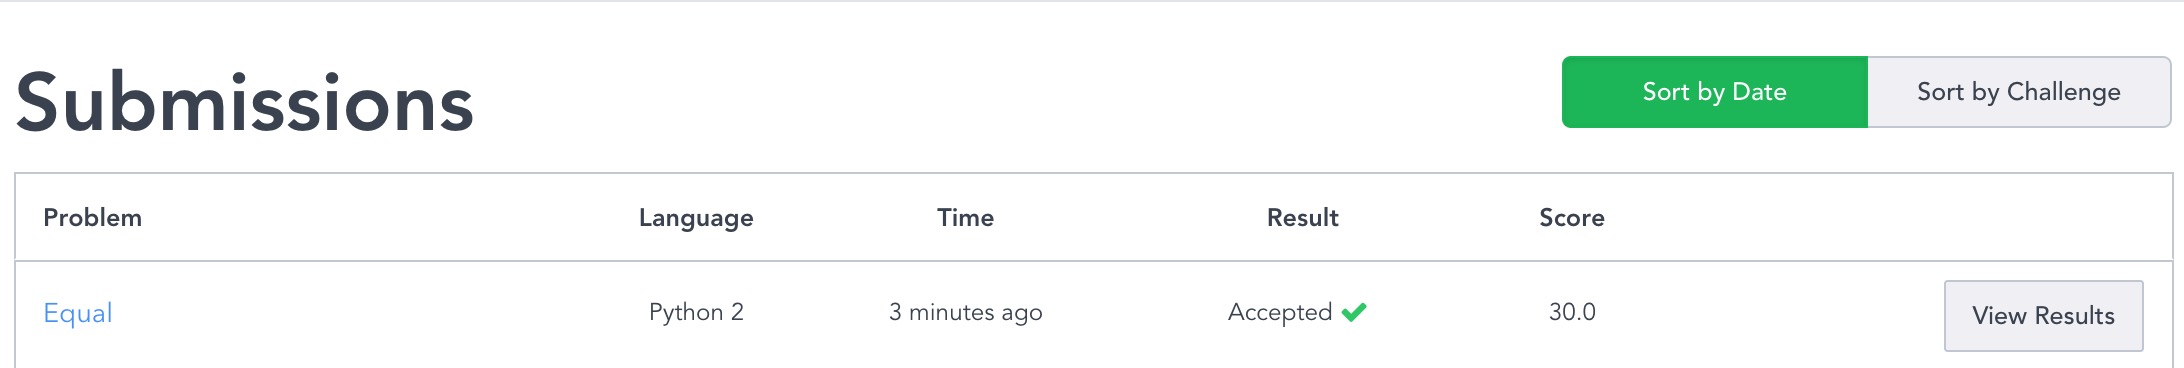 Submissions
Sort by Date Sort by Challenge
Problem Language Time Result Score
Equal Python 2 3 minutes ago Accepted 30.0 View Results